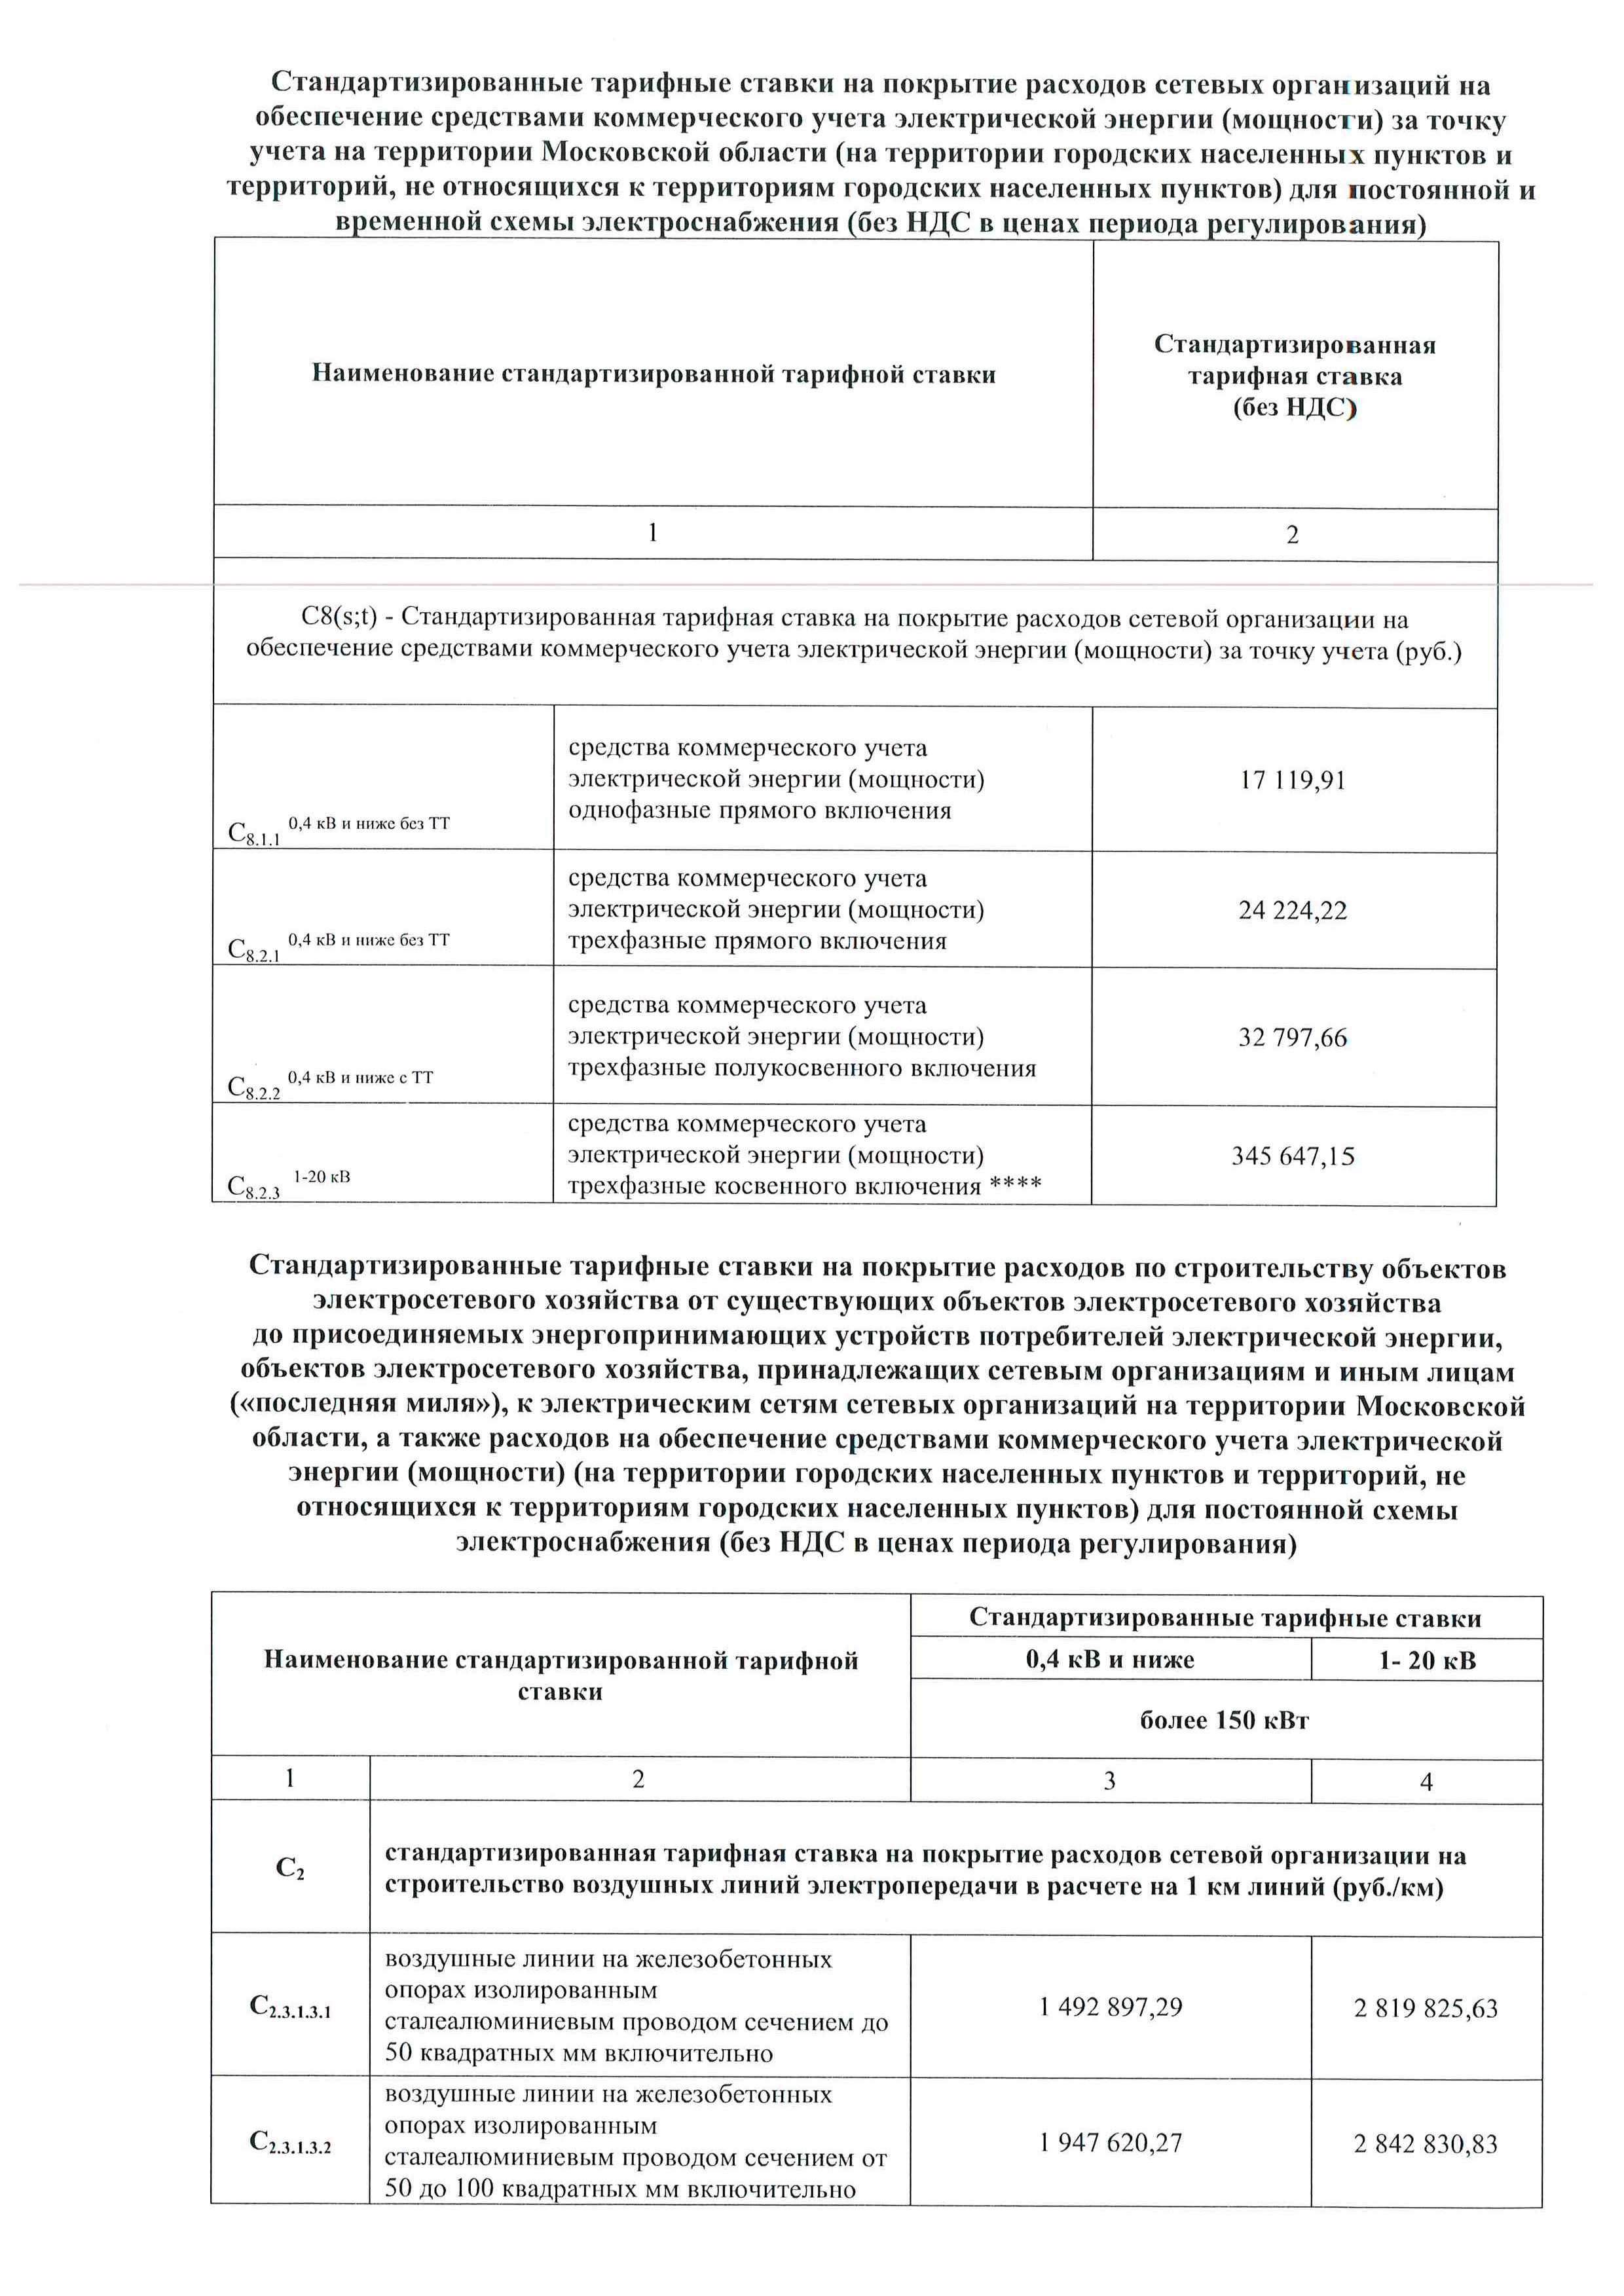 Стандартизированные тарифные ставки на покрытие расходов сетевых организаций на
обеспечение средствами коммерческого учета электрической энергии (мощности) за точку
учета на территории Московской области (на территории городских населенных пунктов и
территорий, не относящихся к территориям городских населенных пунктов) для постоянной и
временной схемы электроснабжения (без НДС в ценах периода регулирования)
Наименование стандартизированной тарифной ставки
Стандартизированная
тарифная ставка
(без НДС)
1
2
C8(s;t) - Стандартизированная тарифная ставка на покрытие расходов сетевой организации на
обеспечение средствами коммерческого учета электрической энергии (мощности) за точку учета (руб.)
C8.1.1 0,4 кВ и ниже без ТТ
средства коммерческого учета
электрической энергии (мощности)
однофазные прямого включения
17 119,91
C8.2.1 0,4 кВ и ниже без ТТ
средства коммерческого учета
электрической энергии (мощности)
трехфазные прямого включения
24 224,22
C8.2.2 0,4 кВ и ниже с ТТ
средства коммерческого учета
электрической энергии (мощности)
трехфазные полукосвенного включения
32 797,66
C8.2.3 1-20 кВ
средства коммерческого учета
электрической энергии (мощности)
трехфазные косвенного включения ****
345 647,15
Стандартизированные тарифные ставки на покрытие расходов по строительству объектов
электросетевого хозяйства от существующих объектов электросетевого хозяйства
до присоединяемых энергопринимающих устройств потребителей электрической энергии,
объектов электросетевого хозяйства, принадлежащих сетевым организациям и иным лицам
(«последняя миля»), к электрическим сетям сетевых организаций на территории Московской
области, а также расходов на обеспечение средствами коммерческого учета электрической
энергии (мощности) (на территории городских населенных пунктов и территорий, не
относящихся к территориям городских населенных пунктов) для постоянной схемы
электроснабжения (без НДС в ценах периода регулирования)
Наименование стандартизированной тарифной
ставки
Стандартизированные тарифные ставки
0,4 кВ и ниже
1- 20 кВ
более 150 кВт
1
2
3
4
C2
стандартизированная тарифная ставка на покрытие расходов сетевой организации на
строительство воздушных линий электропередачи в расчете на 1 км линий (руб./км)
C2.3.1.3.1
воздушные линии на железобетонных
опорах изолированным
сталеалюминиевым проводом сечением до
50 квадратных мм включительно
1 492 897,29
2 819 825,63
C2.3.1.3.2
воздушные линии на железобетонных
опорах изолированным
сталеалюминиевым проводом сечением от
50 до 100 квадратных мм включительно
1 947 620,27
2 842 830,83